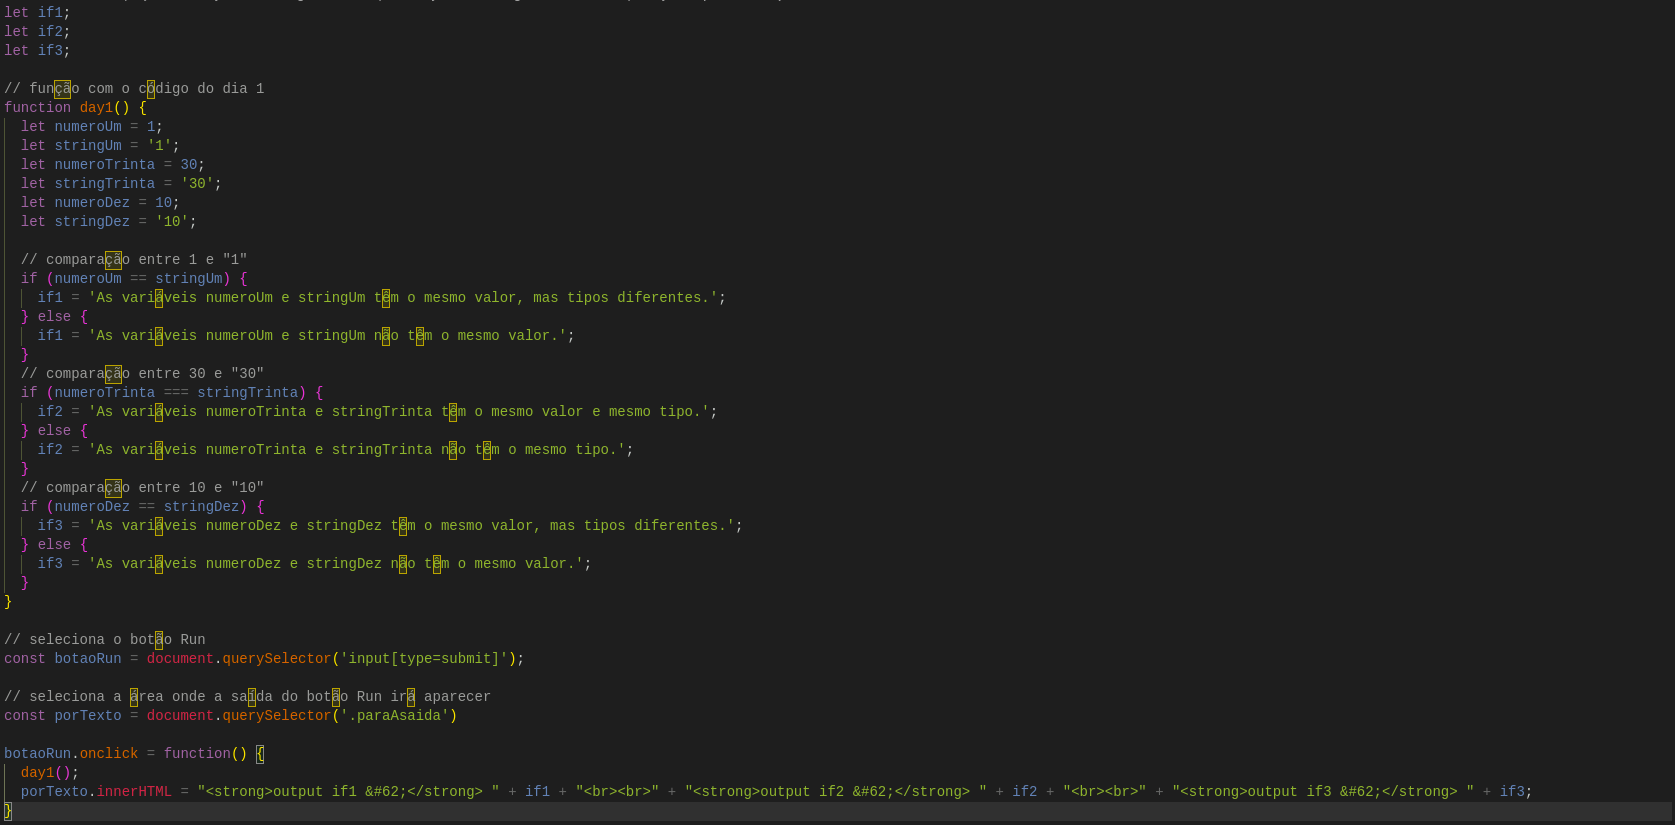 let if1;
let if2;
let if3;

// função com o código do dia 1
function day1() {
  let numeroUm = 1;
  let stringUm = '1';
  let numeroTrinta = 30;
  let stringTrinta = '30';
  let numeroDez = 10;
  let stringDez = '10';

  // comparação entre 1 e "1"
  if (numeroUm == stringUm) {
    if1 = 'As variáveis numeroUm e stringUm têm o mesmo valor, mas tipos diferentes.';
  } else {
    if1 = 'As variáveis numeroUm e stringUm não têm o mesmo valor.';
  }
  // comparação entre 30 e "30"
  if (numeroTrinta === stringTrinta) {
    if2 = 'As variáveis numeroTrinta e stringTrinta têm o mesmo valor e mesmo tipo.';
  } else {
    if2 = 'As variáveis numeroTrinta e stringTrinta não têm o mesmo tipo.';
  }
  // comparação entre 10 e "10"
  if (numeroDez == stringDez) {
    if3 = 'As variáveis numeroDez e stringDez têm o mesmo valor, mas tipos diferentes.';
  } else {
    if3 = 'As variáveis numeroDez e stringDez não têm o mesmo valor.';
  }
}

// seleciona o botão Run
const botaoRun = document.querySelector('input[type=submit]');

// seleciona a área onde a saída do botão Run irá aparecer
const porTexto = document.querySelector('.paraAsaida')

botaoRun.onclick = function() {
  day1();
  porTexto.innerHTML = "<strong>output if1 &#62;</strong> " + if1 + "<br><br>" + "<strong>output if2 &#62;</strong> " + if2 + "<br><br>" + "<strong>output if3 &#62;</strong> " + if3;
}